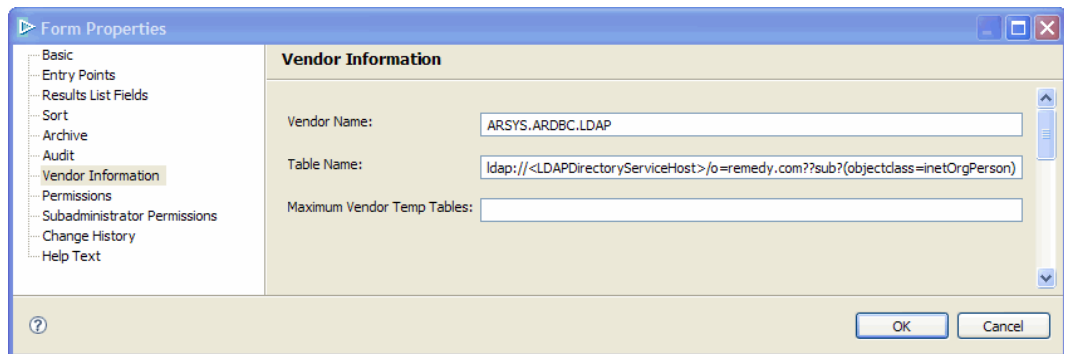 Form Properties
Basic
Entry Points
Results List Fields
Sort
Archive
Audit
Vendor Information
Permissions
Subadministrator Permissions
Change History
Help Text
Vendor Information
Vendor Name: ARSYS.ARDBC.LDAP
Table Name: ldap://<LDAPDirectoryServiceHost>/o=remedy.com??sub?(objectclass=inetOrgPerson)
Maximum Vendor Temp Tables:
?
OK Cancel